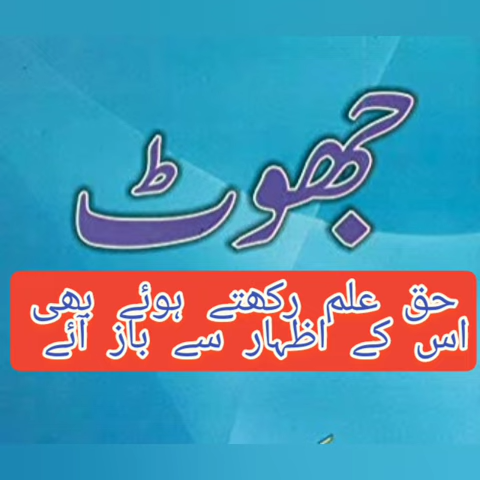 جھوٹ
حق علم رکھتے ہوئے بھی
اس کے اظہار سے باز آئے